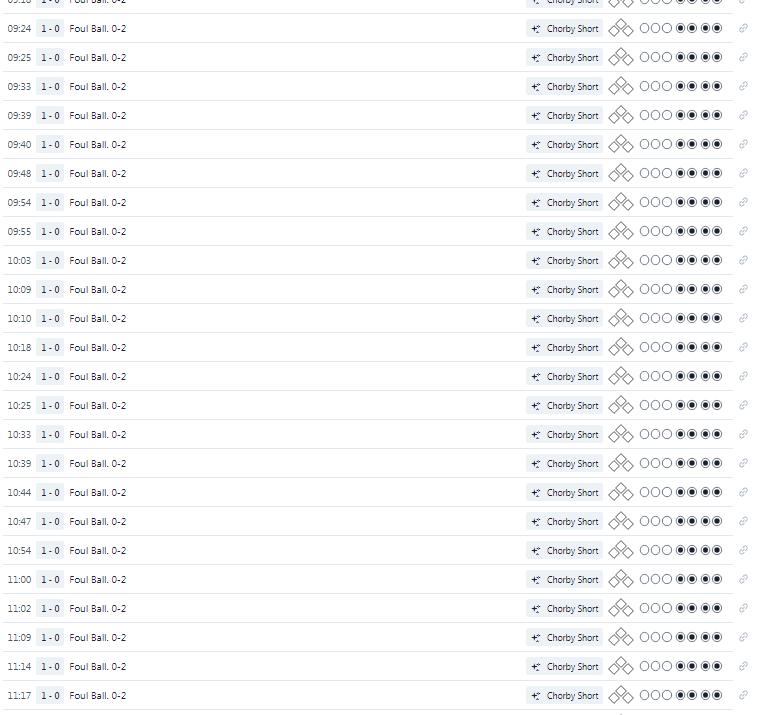 Foul Ball. 0-2 Chorby Short
09:24 1 - 0 Foul Ball. 0-2 Chorby Short
09:25 1 - 0 Foul Ball. 0-2 Chorby Short
09:33 1 - 0 Foul Ball. 0-2 Chorby Short
09:39 1 - 0 Foul Ball. 0-2 Chorby Short
09:40 1 - 0 Foul Ball. 0-2 Chorby Short
09:48 1 - 0 Foul Ball. 0-2 Chorby Short
09:54 1 - 0 Foul Ball. 0-2 Chorby Short
09:55 1 - 0 Foul Ball. 0-2 Chorby Short
10:03 1 - 0 Foul Ball. 0-2 Chorby Short
10:09 1 - 0 Foul Ball. 0-2 Chorby Short
10:10 1 - 0 Foul Ball. 0-2 Chorby Short
10:18 1 - 0 Foul Ball. 0-2 Chorby Short
10:24 1 - 0 Foul Ball. 0-2 Chorby Short
10:25 1 - 0 Foul Ball. 0-2 Chorby Short
10:33 1 - 0 Foul Ball. 0-2 Chorby Short
10:39 1 - 0 Foul Ball. 0-2 Chorby Short
10:44 1 - 0 Foul Ball. 0-2 Chorby Short
10:47 1 - 0 Foul Ball. 0-2 Chorby Short
10:54 1 - 0 Foul Ball. 0-2 Chorby Short
11:00 1 - 0 Foul Ball. 0-2 Chorby Short
11:02 1 - 0 Foul Ball. 0-2 Chorby Short
11:09 1 - 0 Foul Ball. 0-2 Chorby Short
11:14 1 - 0 Foul Ball. 0-2 Chorby Short
11:17 1 - 0 Foul Ball. 0-2 Chorby Short